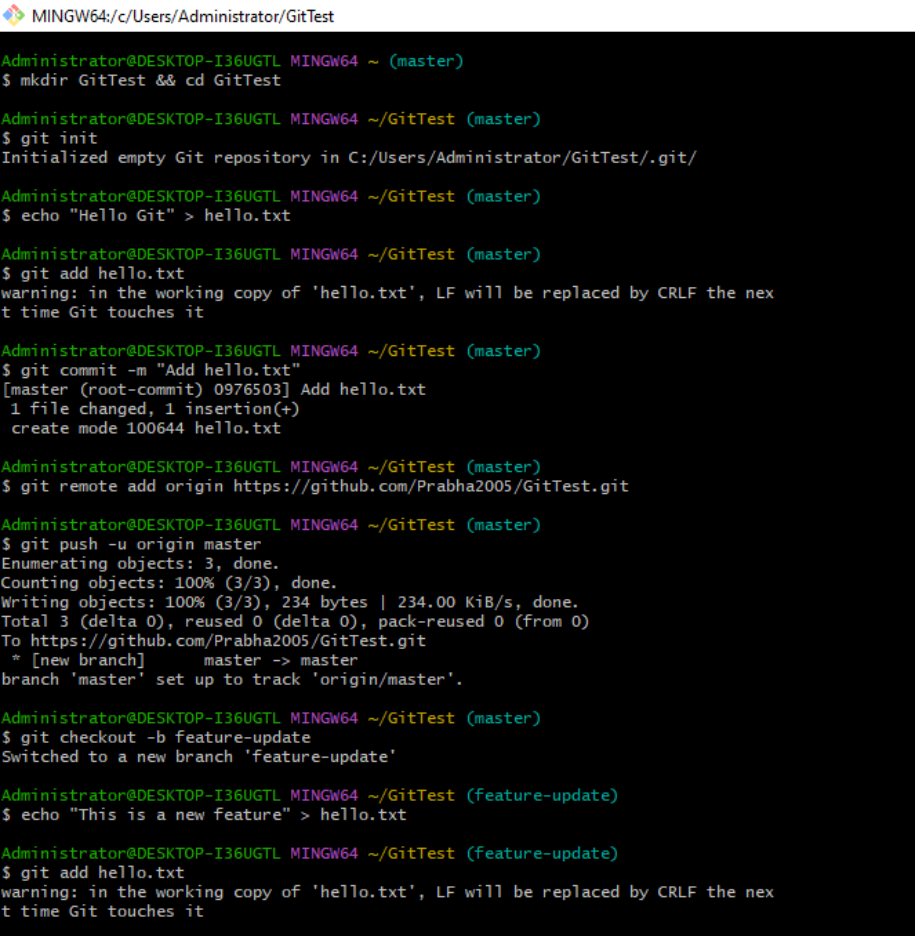 MINGW64:/c/Users/Administrator/GitTest
Administrator@DESKTOP-I36UGTL MINGW64 ~ (master)
$ mkdir GitTest && cd GitTest
Administrator@DESKTOP-I36UGTL MINGW64 ~/GitTest (master)
$ git init
Initialized empty Git repository in C:/Users/Administrator/GitTest/.git/
Administrator@DESKTOP-I36UGTL MINGW64 ~/GitTest (master)
$ echo "Hello Git" > hello.txt
Administrator@DESKTOP-I36UGTL MINGW64 ~/GitTest (master)
$ git add hello.txt
warning: in the working copy of 'hello.txt', LF will be replaced by CRLF the nex
t time Git touches it
Administrator@DESKTOP-I36UGTL MINGW64 ~/GitTest (master)
$ git commit -m "Add hello.txt"
[master (root-commit) 0976503] Add hello.txt
 1 file changed, 1 insertion(+)
 create mode 100644 hello.txt
Administrator@DESKTOP-I36UGTL MINGW64 ~/GitTest (master)
$ git remote add origin https://github.com/Prabha2005/GitTest.git
Administrator@DESKTOP-I36UGTL MINGW64 ~/GitTest (master)
$ git push -u origin master
Enumerating objects: 3, done.
Counting objects: 100% (3/3), done.
Writing objects: 100% (3/3), 234 bytes | 234.00 KiB/s, done.
Total 3 (delta 0), reused 0 (delta 0), pack-reused 0 (from 0)
To https://github.com/Prabha2005/GitTest.git
 * [new branch]      master -> master
branch 'master' set up to track 'origin/master'.
Administrator@DESKTOP-I36UGTL MINGW64 ~/GitTest (master)
$ git checkout -b feature-update
Switched to a new branch 'feature-update'
Administrator@DESKTOP-I36UGTL MINGW64 ~/GitTest (feature-update)
$ echo "This is a new feature" > hello.txt
Administrator@DESKTOP-I36UGTL MINGW64 ~/GitTest (feature-update)
$ git add hello.txt
warning: in the working copy of 'hello.txt', LF will be replaced by CRLF the nex
t time Git touches it